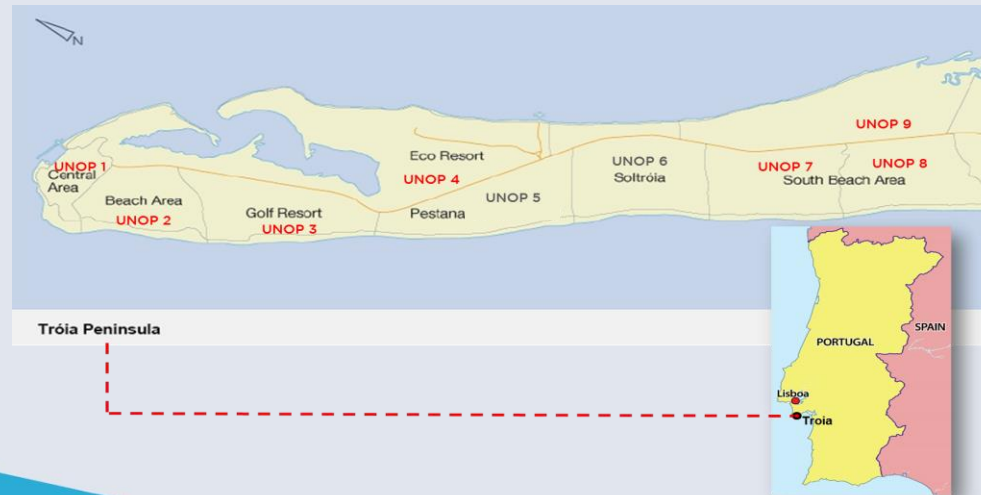 N
UNOP 1
Central
Area
Beach Area
UNOP 2
Golf Resort
UNOP 3
Eco Resort
UNOP 4
Pestana
UNOP 5
UNOP 6
Soltróia
UNOP 9
UNOP 7
UNOP 8
South Beach Area
Tróia Peninsula
SPAIN
PORTUGAL
Lisboa
Troia